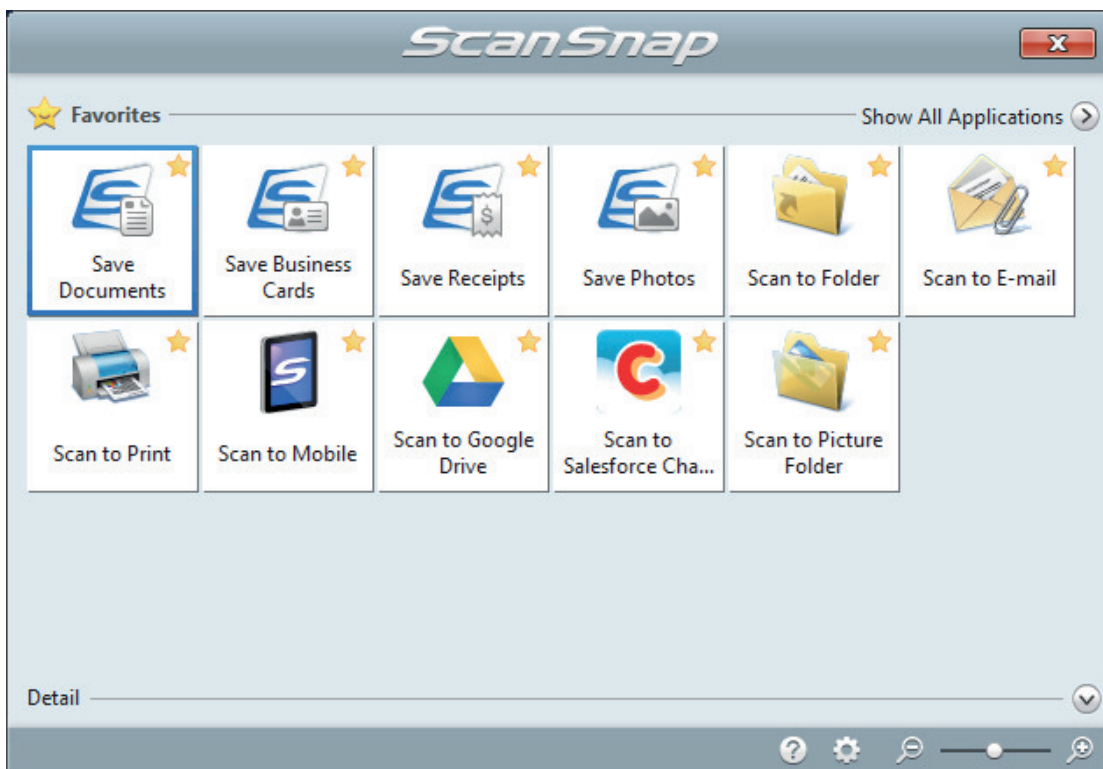 ScanSnap
Favorites
Show All Applications
Save
Documents
Save Business
Cards
Save Receipts
Save Photos
Scan to Folder
Scan to E-mail
Scan to Print
Scan to Mobile
Scan to Google
Drive
Scan to
Salesforce Cha...
Scan to Picture
Folder
Detail